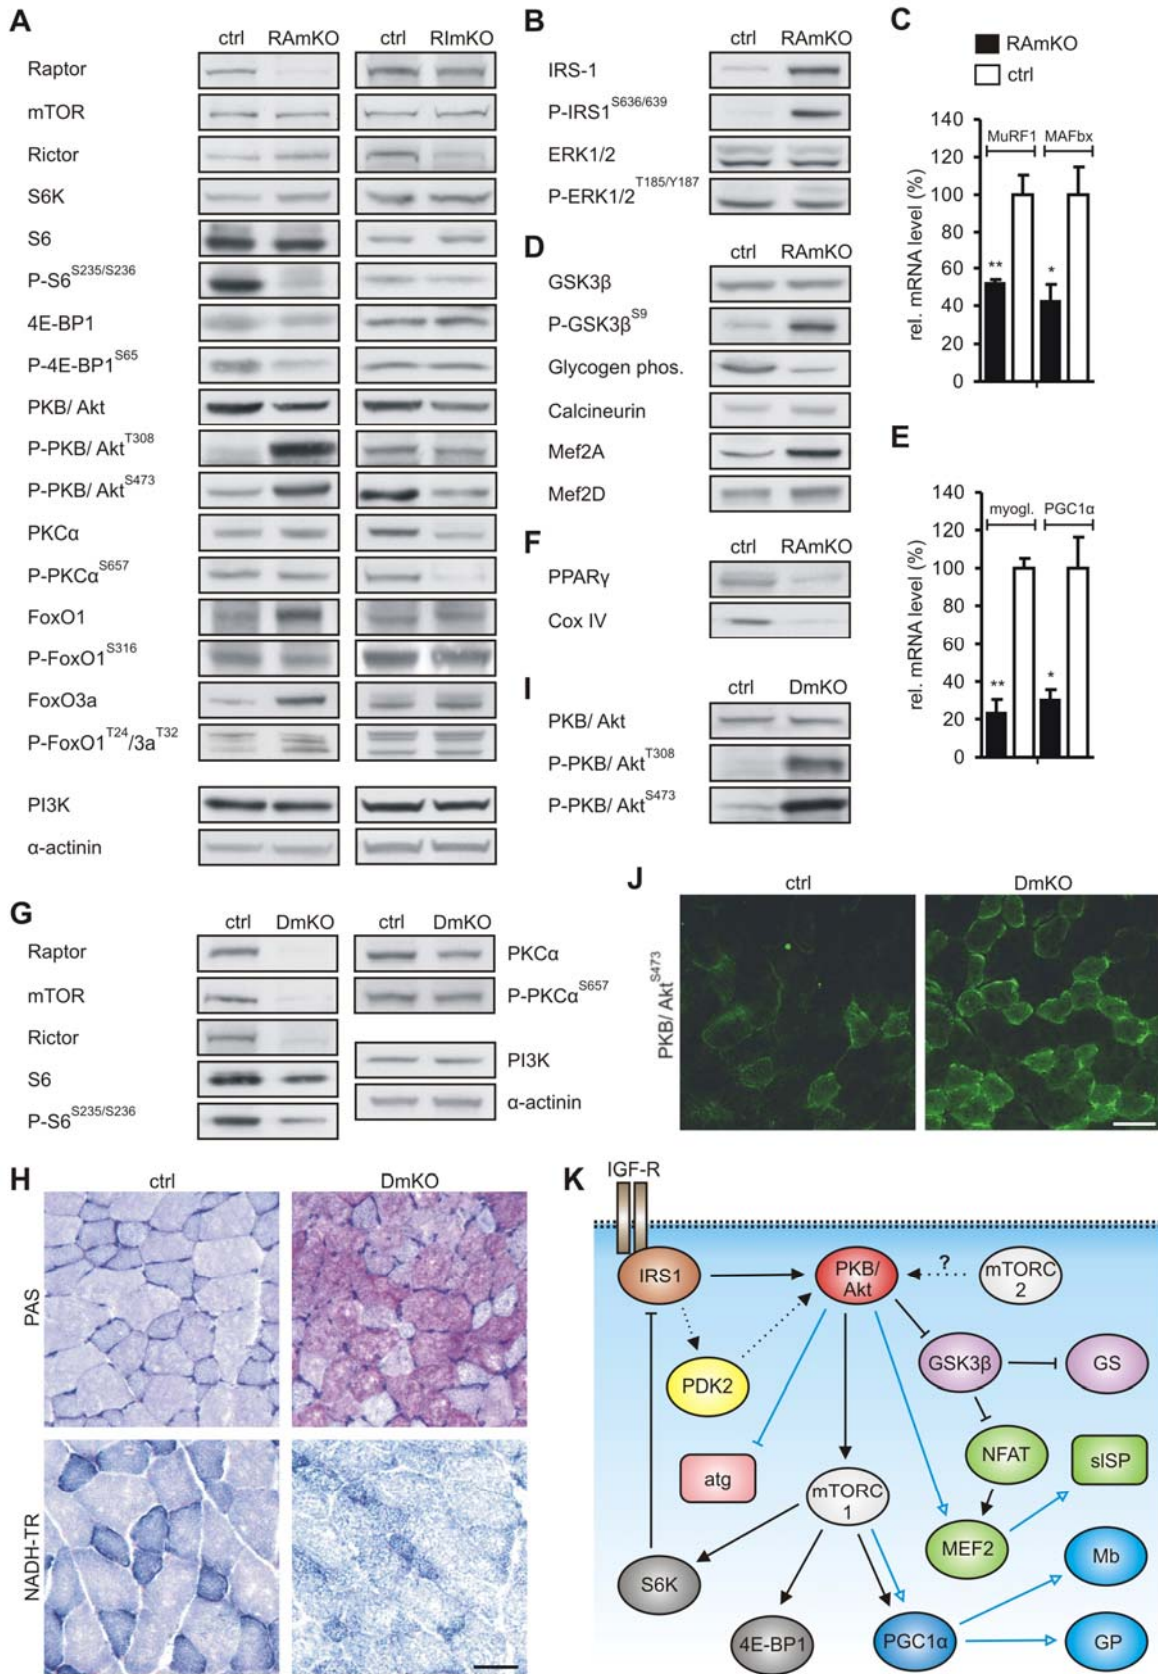 A
ctrl RAmKO ctrl RImKO
Raptor
mTOR
Rictor
S6K
S6
P-S6S235/S236
4E-BP1
P-4E-BP1S65
PKB/ Akt
P-PKB/ AktT308
P-PKB/ AktS473
PKCα
P-PKCαS657
FoxO1
P-FoxO1S316
FoxO3a
P-FoxO1T24/3aT32
PI3K
α-actinin
B
ctrl RAmKO
IRS-1
P-IRS1S636/639
ERK1/2
P-ERK1/2T185/Y187
C
RAmKO
ctrl
rel. mRNA level (%)
140
120
100
80
60
40
20
0
MuRF1 MAFbx
** *
D
ctrl RAmKO
GSK3β
P-GSK3βS9
Glycogen phos.
Calcineurin
Mef2A
Mef2D
E
rel. mRNA level (%)
140
120
100
80
60
40
20
0
myogl. PGC1α
** *
F
ctrl RAmKO
PPARγ
Cox IV
I
ctrl DmKO
PKB/ Akt
P-PKB/ AktT308
P-PKB/ AktS473
G
ctrl DmKO
Raptor
mTOR
Rictor
S6
P-S6S235/S236
ctrl DmKO
PKCα
P-PKCαS657
PI3K
α-actinin
J
ctrl DmKO
PKB/ AktS473
H
ctrl DmKO
PAS
NADH-TR
K
IGF-R
IRS1
PKB/
Akt
?
mTORC
2
PDK2
GSK3β
GS
atg
mTORC
1
NFAT
slSP
MEF2
Mb
S6K
4E-BP1
PGC1α
GP